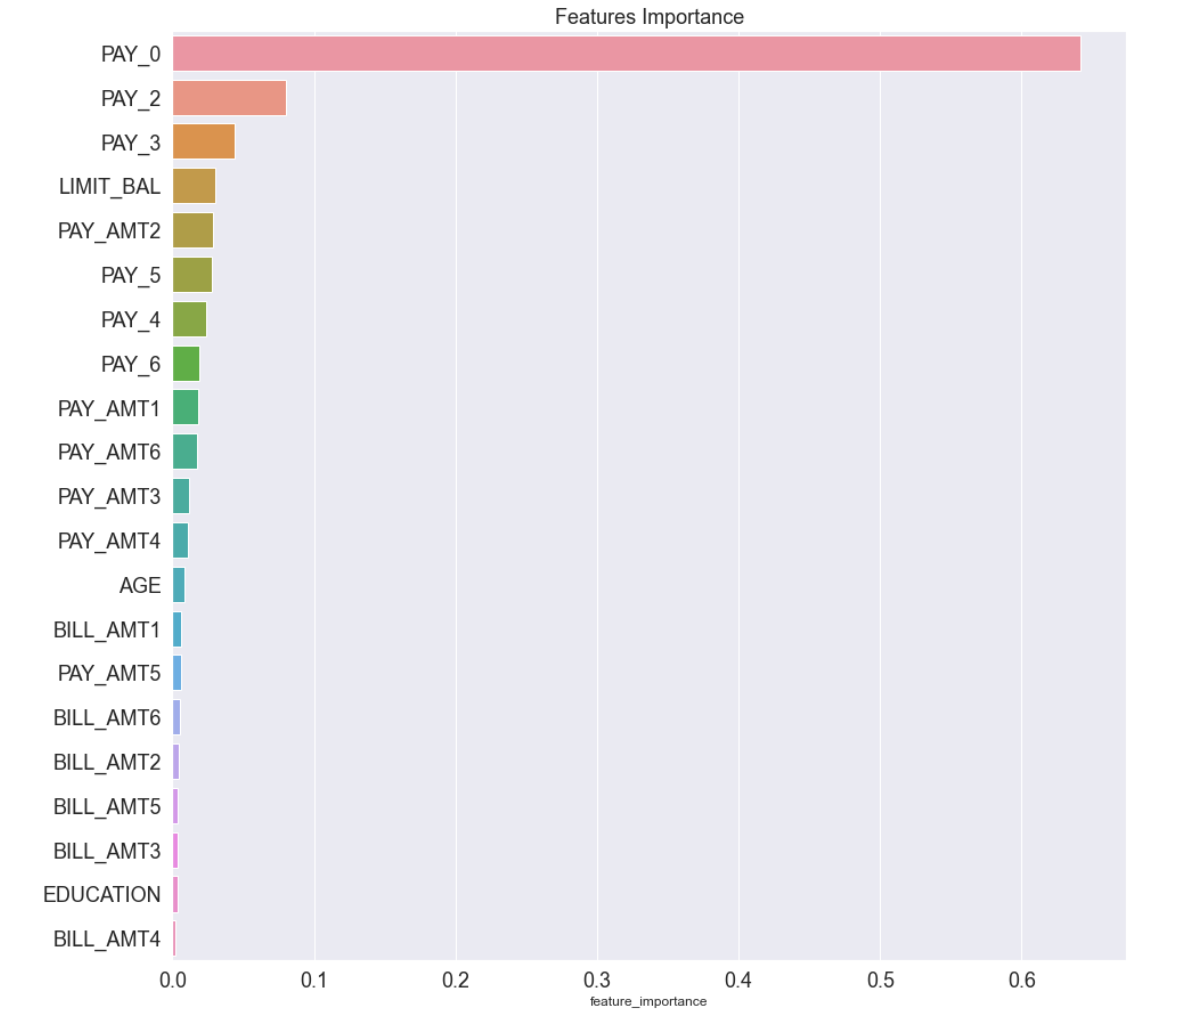 Features Importance
PAY_0
PAY_2
PAY_3
LIMIT_BAL
PAY_AMT2
PAY_5
PAY_4
PAY_6
PAY_AMT1
PAY_AMT6
PAY_AMT3
PAY_AMT4
AGE
BILL_AMT1
PAY_AMT5
BILL_AMT6
BILL_AMT2
BILL_AMT5
BILL_AMT3
EDUCATION
BILL_AMT4
0.0 0.1 0.2 0.3 0.4 0.5 0.6
feature_importance